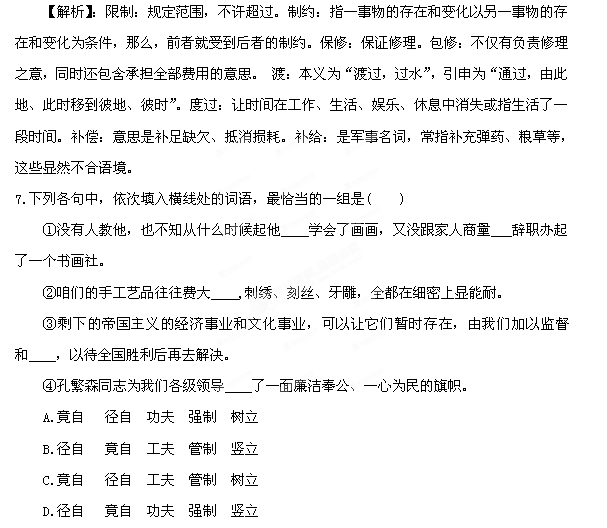 【解析】：限制：规定范围，不许超过。制约：指一事物的存在和变化以另一事物的存
在和变化为条件，那么，前者就受到后者的制约。保修：保证修理。包修：不仅有负责修理
之意，同时还包含承担全部费用的意思。 渡：本义为“渡过，过水”，引申为“通过，由此
地、此时移到彼地、彼时”。度过：让时间在工作、生活、娱乐、休息中消失或指生活了一
段时间。补偿：意思是补足缺欠、抵消损耗。补给：是军事名词，常指补充弹药、粮草等，
这些显然不合语境。
7.下列各句中，依次填入横线处的词语，最恰当的一组是(　　)
①没有人教他，也不知从什么时候起他____学会了画画，又没跟家人商量___辞职办起
了一个书画社。
②咱们的手工艺品往往费大____,刺绣、刻丝、牙雕，全都在细密上显能耐。
③剩下的帝国主义的经济事业和文化事业，可以让它们暂时存在，由我们加以监督
和____，以待全国胜利后再去解决。
④孔繁森同志为我们各级领导____了一面廉洁奉公、一心为民的旗帜。
A.竟自　径自　功夫　强制　树立
B.径自　竟自　工夫　管制　竖立
C.竟自　径自　工夫　管制　树立
D.径自　竟自　功夫　强制　竖立